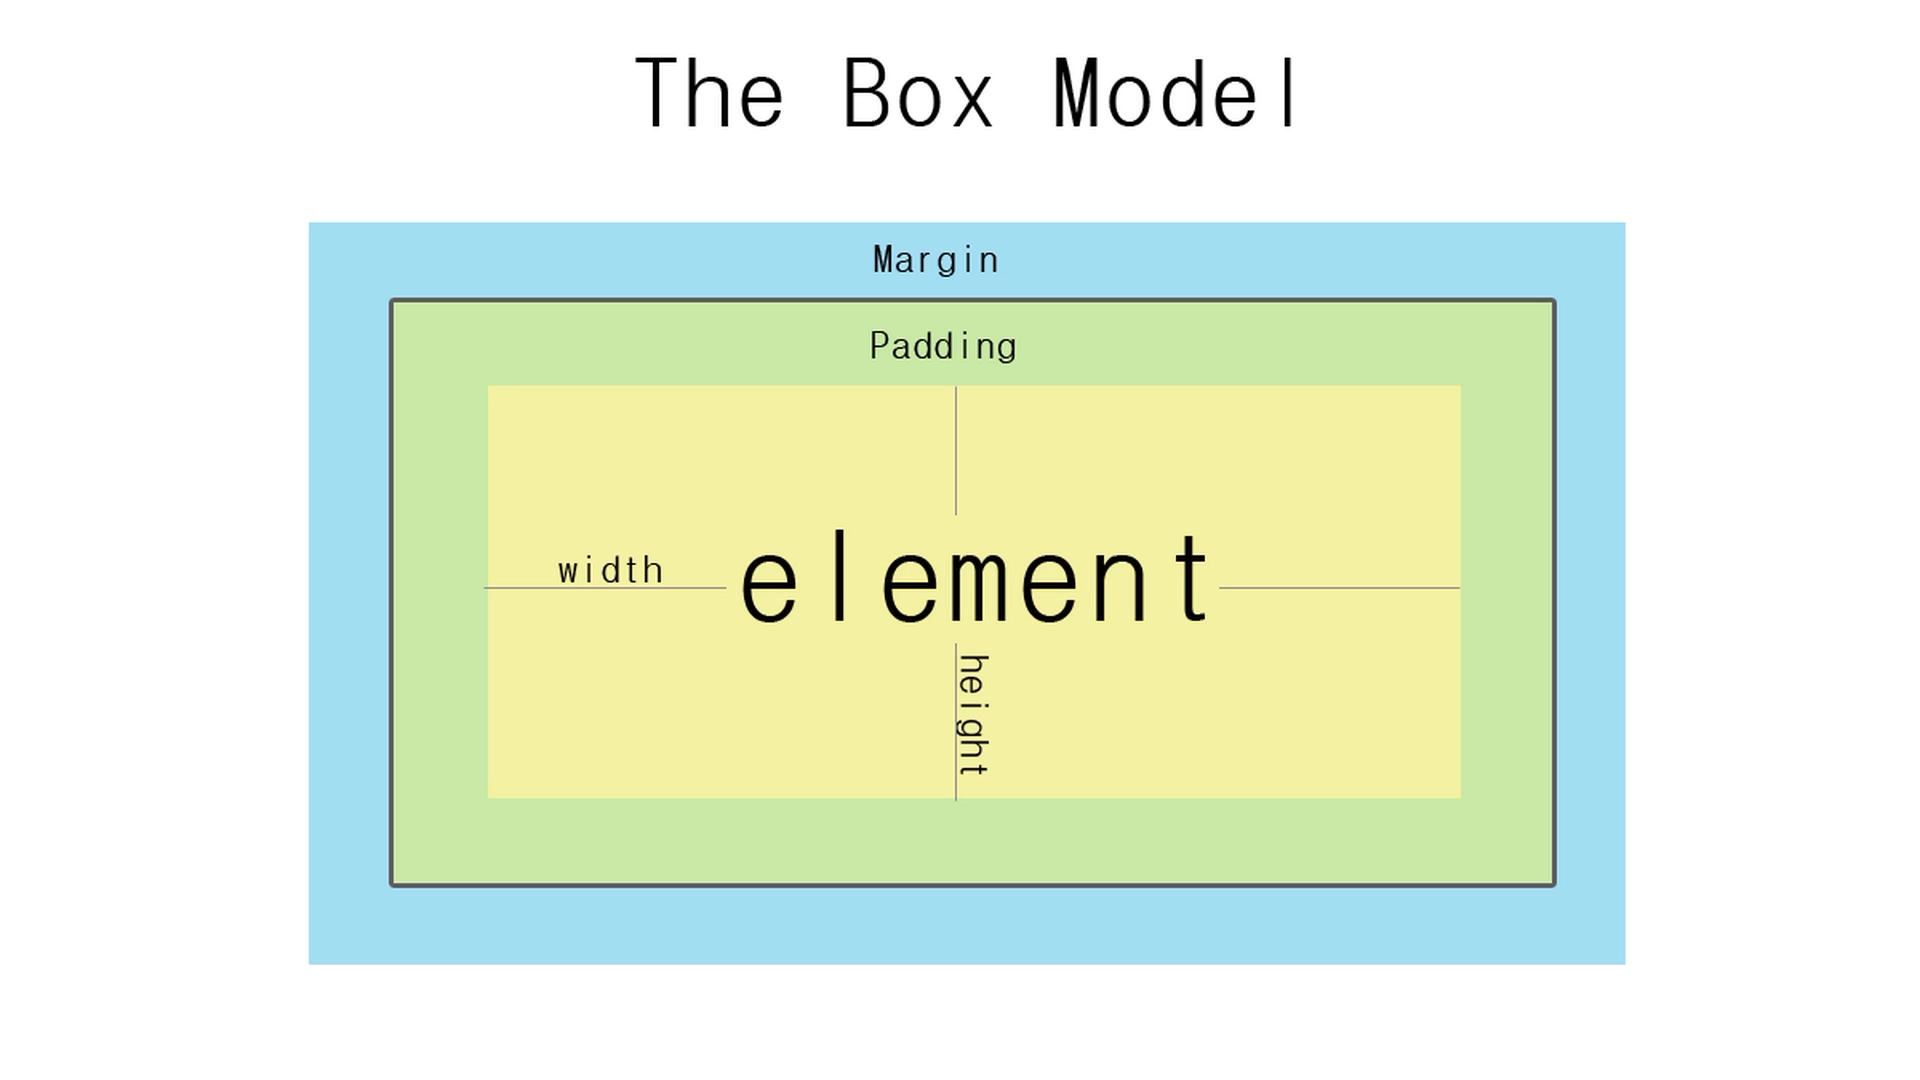 The Box Model
Margin
Padding
width
element
height